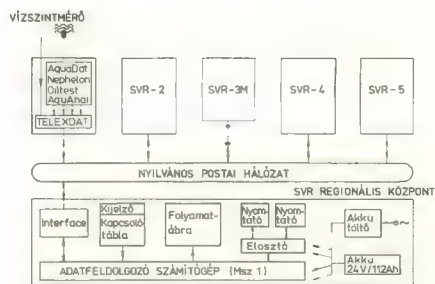 VÍZSZINTMÉRŐ
AquaDat
Nephelon
Oiltest
AquAnal
TELEXDAT
SVR-2
SVR-3M
SVR-4
SVR-5
NYILVÁNOS POSTAI HÁLÓZAT
SVR REGIONÁLIS KÖZPONT
Interface
Kijelző
Kapcsoló-
tábla
Folyamat-
ábra
Nyom-
tató
Nyom-
tató
Elosztó
Akku
töltő
Akku
24V/112Ah
ADATFELDOLGOZÓ SZÁMÍTÓGÉP (Msz 1)